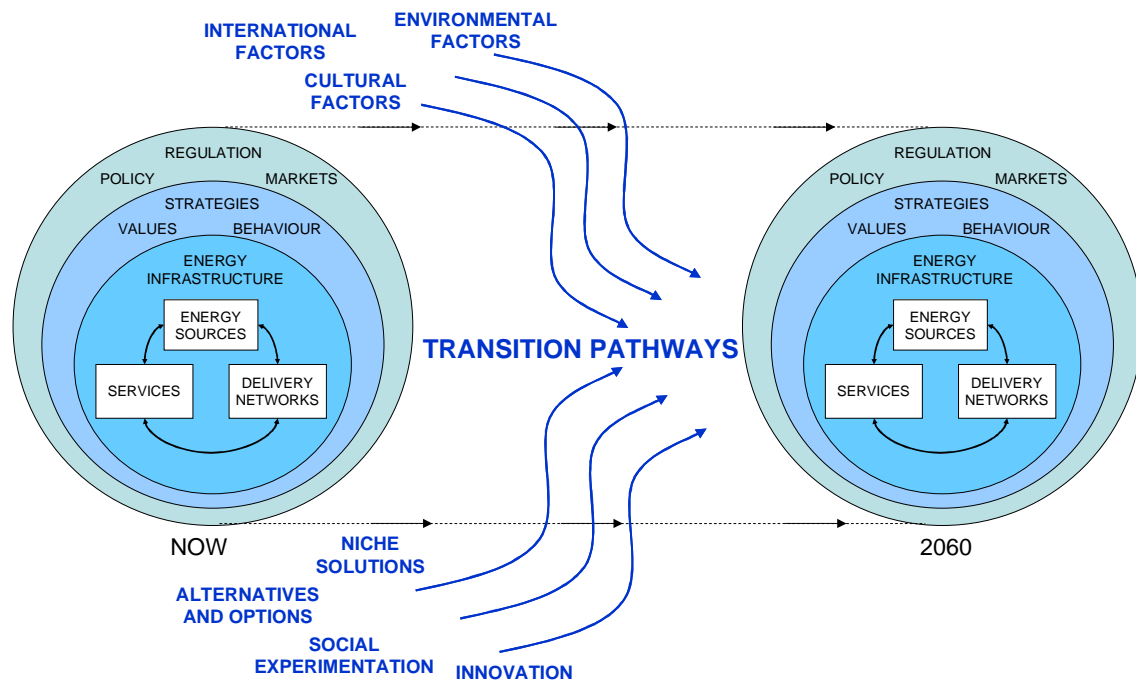 ENVIRONMENTAL
FACTORS
INTERNATIONAL
FACTORS
CULTURAL
FACTORS
REGULATION
POLICY
MARKETS
STRATEGIES
VALUES
BEHAVIOUR
ENERGY
INFRASTRUCTURE
ENERGY
SOURCES
SERVICES
DELIVERY
NETWORKS
NOW
TRANSITION PATHWAYS
REGULATION
POLICY
MARKETS
STRATEGIES
VALUES
BEHAVIOUR
ENERGY
INFRASTRUCTURE
ENERGY
SOURCES
SERVICES
DELIVERY
NETWORKS
2060
NICHE
SOLUTIONS
ALTERNATIVES
AND OPTIONS
SOCIAL
EXPERIMENTATION
INNOVATION